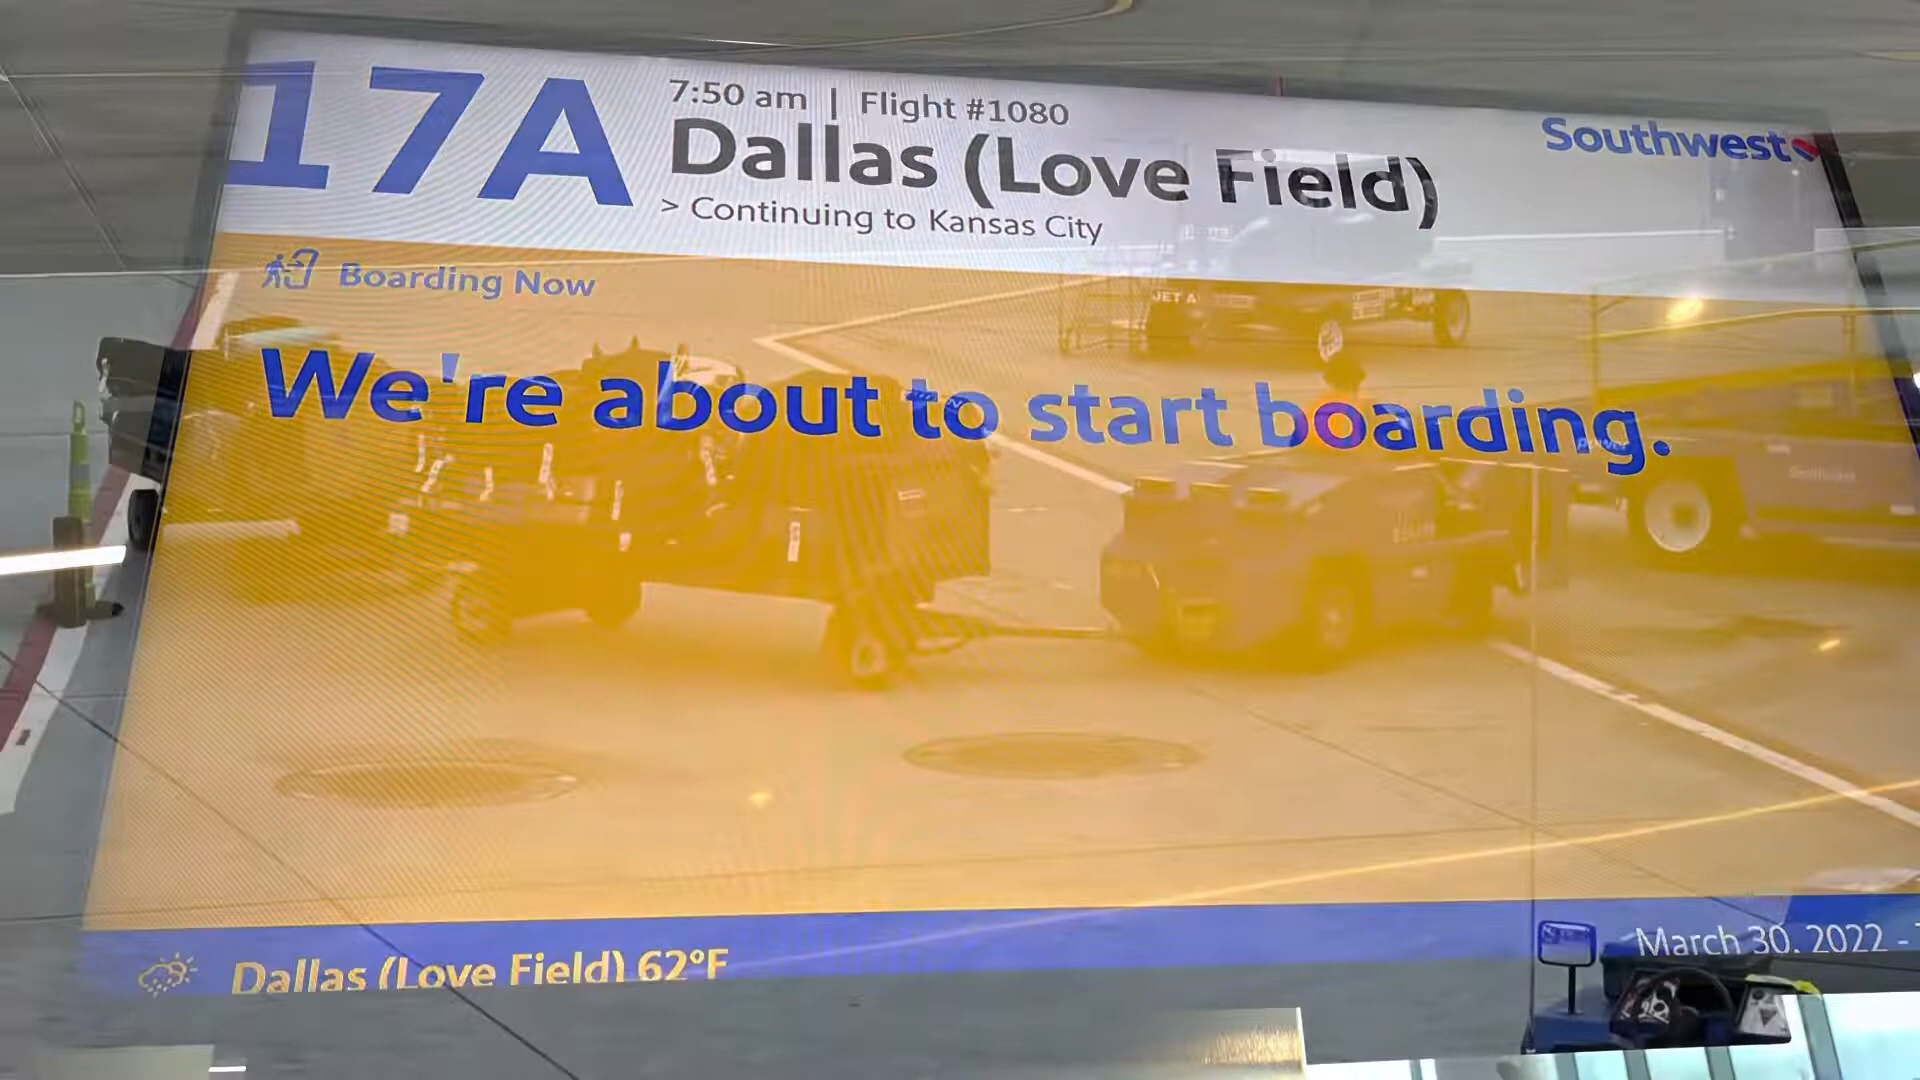 17A
7:50 am | Flight #1080
Dallas (Love Field)
> Continuing to Kansas City
Southwest
Boarding Now
JET A
We're about to start boarding.
Dallas (Love Field) 62°F
March 30, 2022 -